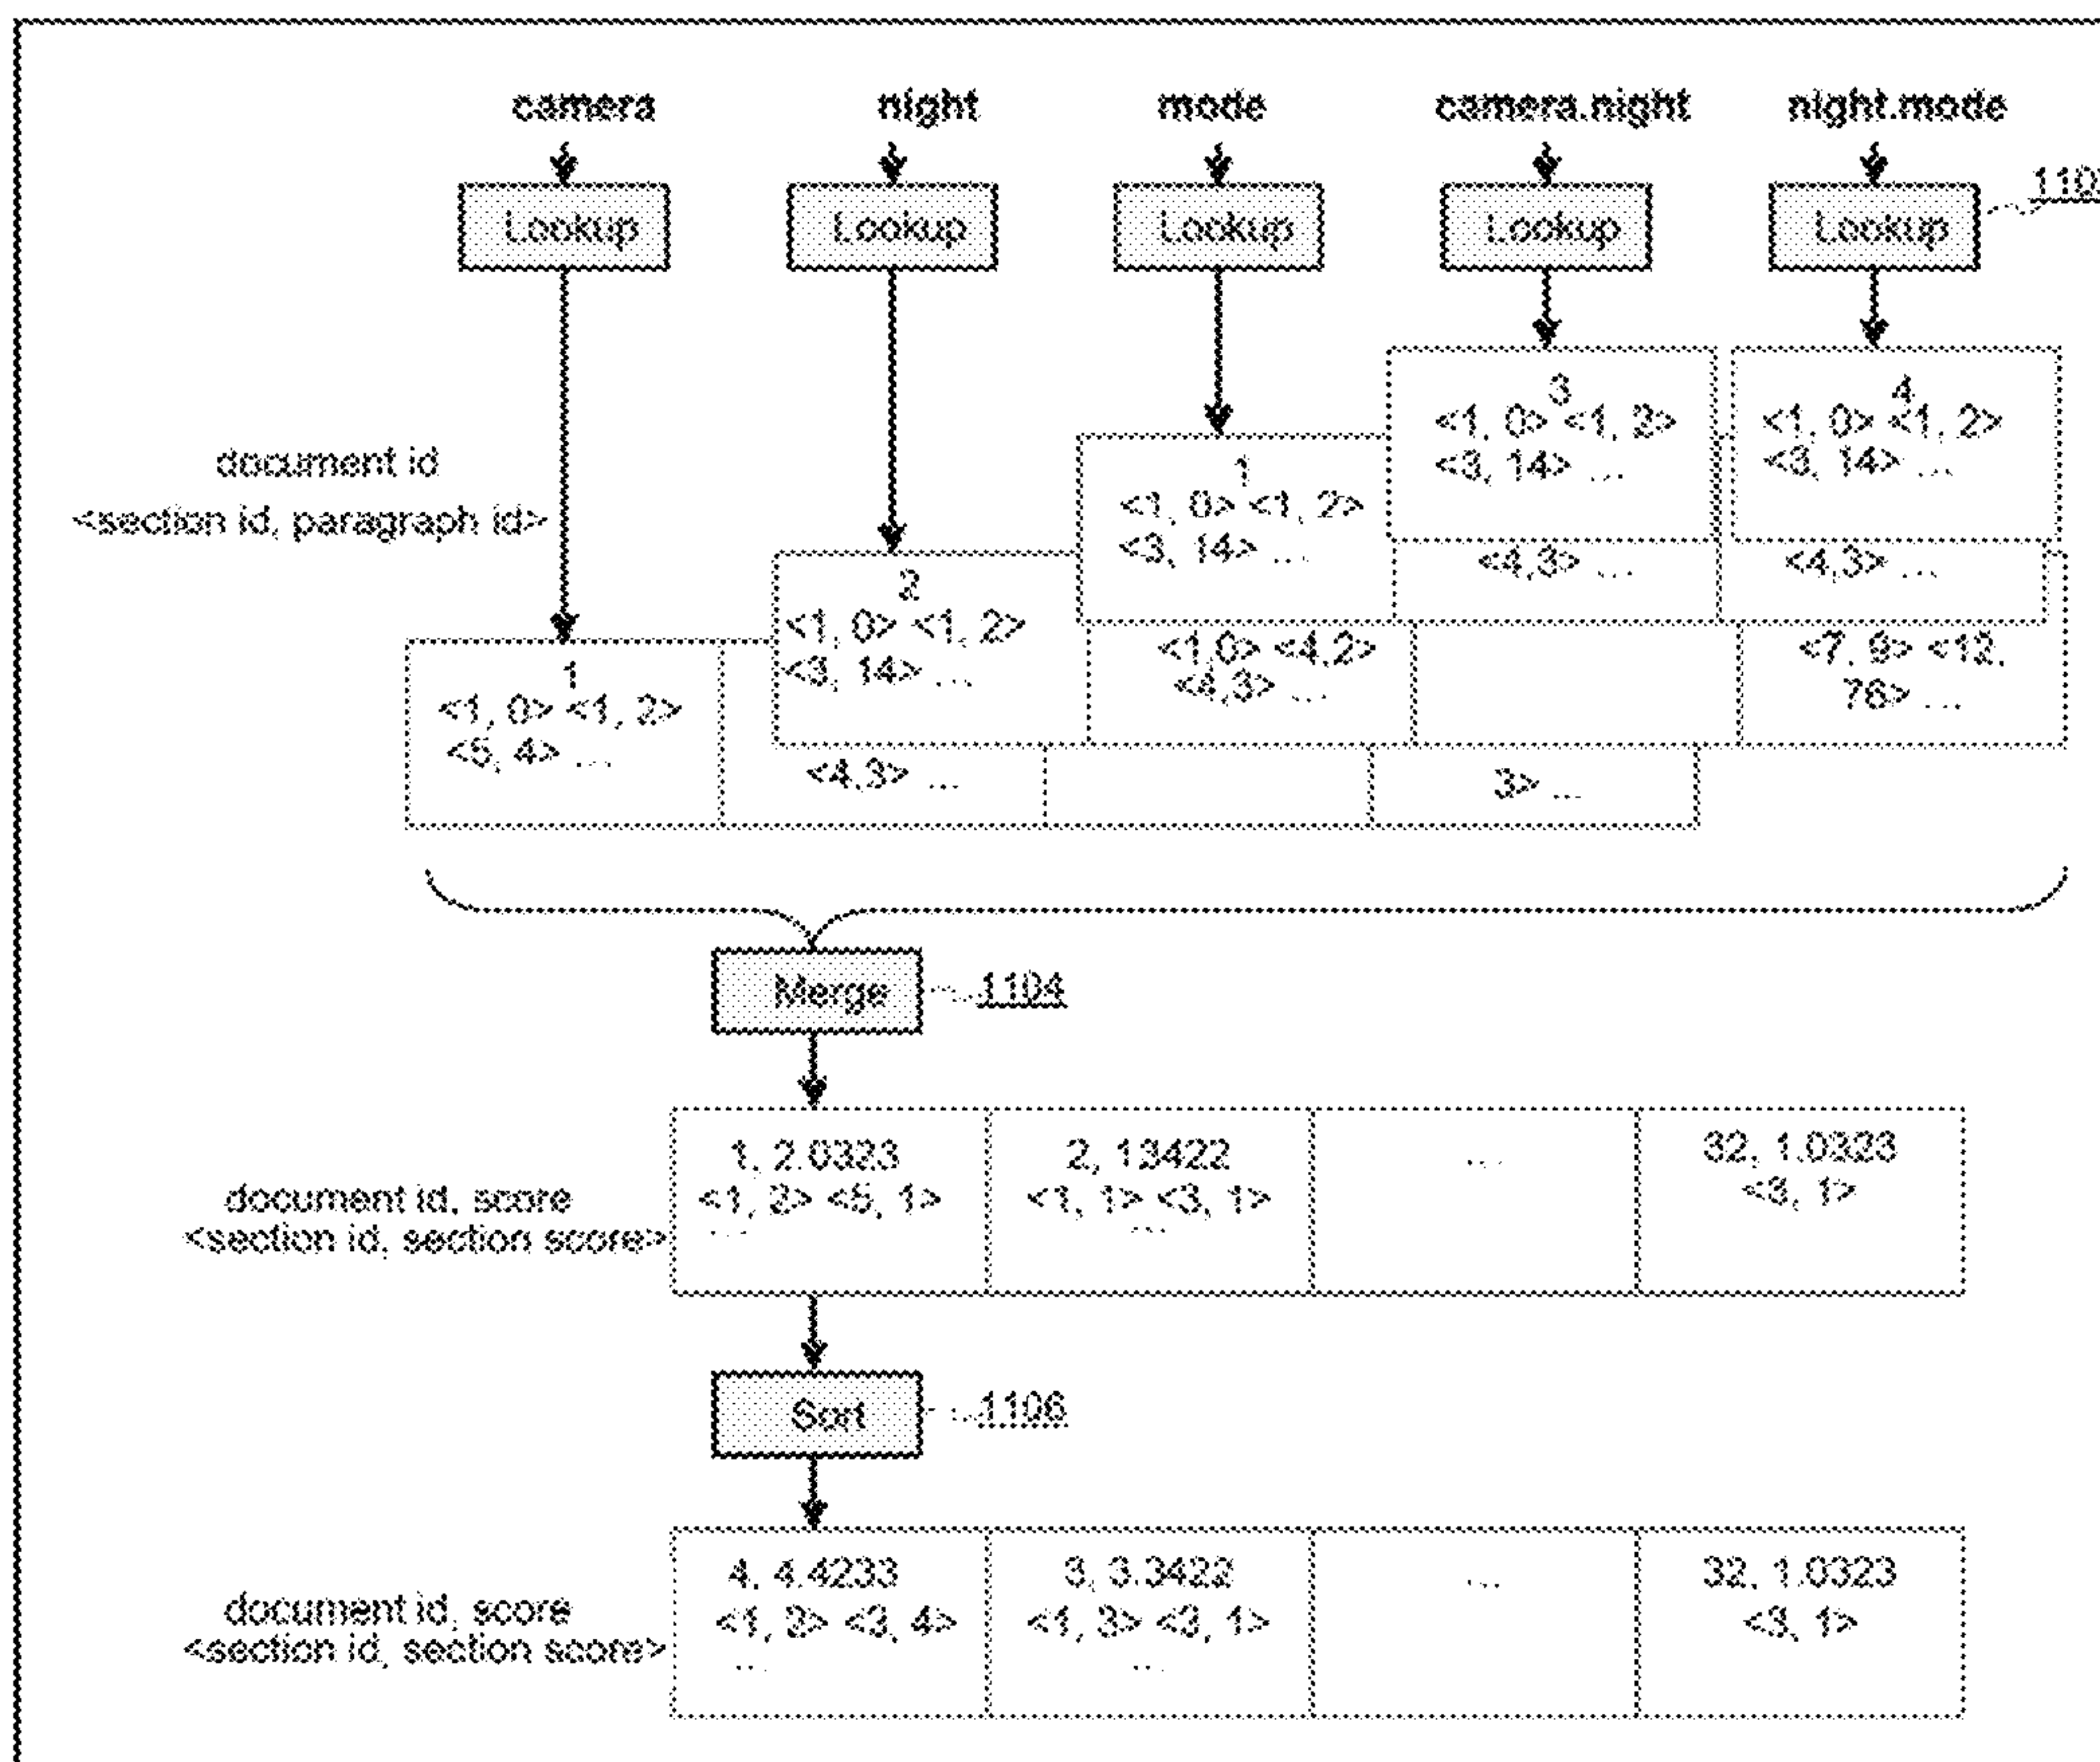 camera night mode camera.night night.mode
Lookup Lookup Lookup Lookup Lookup
3
<1, 0> <1, 2>
<3, 14> ...
4
<1, 0> <1, 2>
<3, 14> ...
document id
<section id, paragraph id>
1
<1, 0> <1, 2>
<3, 14> ...
<4,3> ...
<4,3> ...
2
<1, 0> <1, 2>
<3, 14> ...
<1,0> <4,2>
<4,3> ...
<7, 9> <12,
76> ...
1
<1, 0> <1, 2>
<5, 4> ...
<4,3> ...
3> ...
Merge 1104
document id, score
<section id, section score>
1, 2.0323
<1, 2> <5, 1>
...
2, 13422
<1, 1> <3, 1>
...
...
32, 1.0323
<3, 1>
Sort 1106
document id, score
<section id, section score>
4, 4.4233
<1, 2> <3, 4>
...
3, 3.3422
<1, 3> <3, 1>
...
...
32, 1.0323
<3, 1>